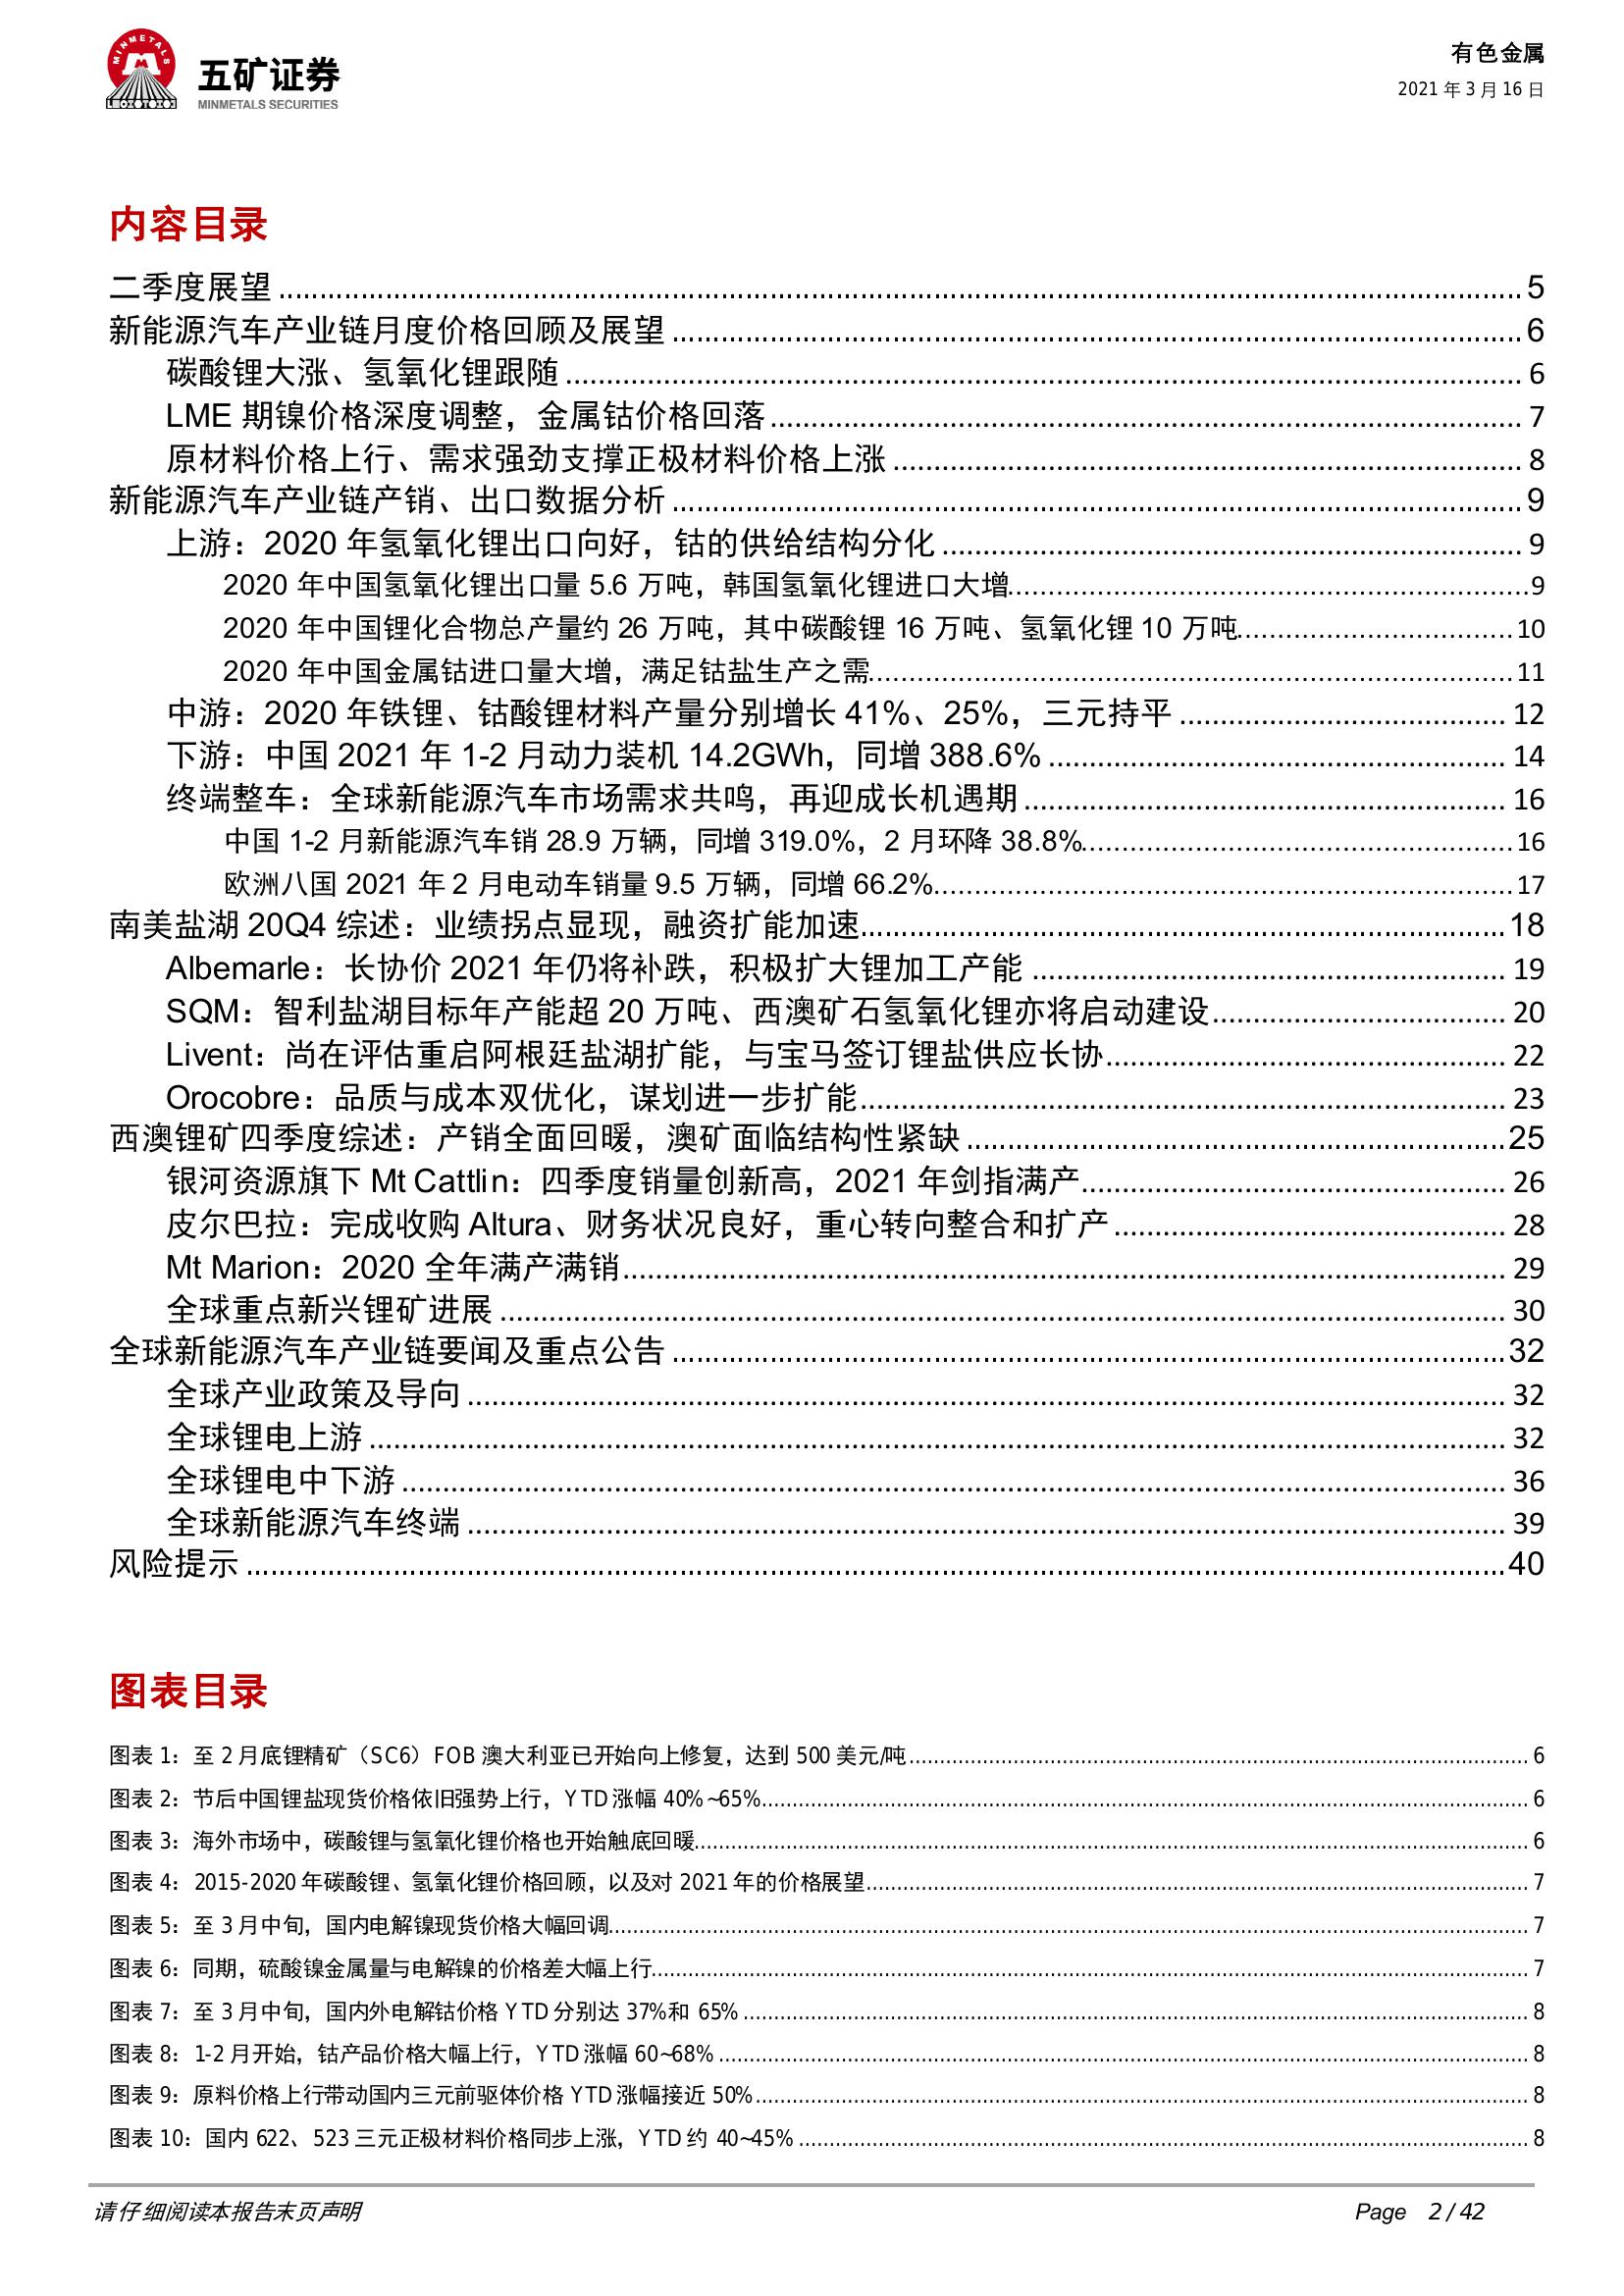 MINMETALS
五矿证券
MINMETALS SECURITIES
有色金属
2021 年 3 月 16 日
内容目录
二季度展望 ........ 5
新能源汽车产业链月度价格回顾及展望 ........ 6
碳酸锂大涨、氢氧化锂跟随 ........ 6
LME 期镍价格深度调整，金属钴价格回落 ........ 7
原材料价格上行、需求强劲支撑正极材料价格上涨 ........ 8
新能源汽车产业链产销、出口数据分析 ........ 9
上游：2020 年氢氧化锂出口向好，钴的供给结构分化 ........ 9
2020 年中国氢氧化锂出口量 5.6 万吨，韩国氢氧化锂进口大增 ........ 9
2020 年中国锂化合物总产量约 26 万吨，其中碳酸锂 16 万吨、氢氧化锂 10 万吨 ........ 10
2020 年中国金属钴进口量大增，满足钴盐生产之需 ........ 11
中游：2020 年铁锂、钴酸锂材料产量分别增长 41%、25%，三元持平 ........ 12
下游：中国 2021 年 1-2 月动力装机 14.2GWh，同增 388.6% ........ 14
终端整车：全球新能源汽车市场需求共鸣，再迎成长机遇期 ........ 16
中国 1-2 月新能源汽车销 28.9 万辆，同增 319.0%，2 月环降 38.8% ........ 16
欧洲八国 2021 年 2 月电动车销量 9.5 万辆，同增 66.2% ........ 17
南美盐湖 20Q4 综述：业绩拐点显现，融资扩能加速 ........ 18
Albemarle：长协价 2021 年仍将补跌，积极扩大锂加工产能 ........ 19
SQM：智利盐湖目标年产能超 20 万吨、西澳矿石氢氧化锂亦将启动建设 ........ 20
Livent：尚在评估重启阿根廷盐湖扩能，与宝马签订锂盐供应长协 ........ 22
Orocobre：品质与成本双优化，谋划进一步扩能 ........ 23
西澳锂矿四季度综述：产销全面回暖，澳矿面临结构性紧缺 ........ 25
银河资源旗下 Mt Cattlin：四季度销量创新高，2021 年剑指满产 ........ 26
皮尔巴拉：完成收购 Altura、财务状况良好，重心转向整合和扩产 ........ 28
Mt Marion：2020 全年满产满销 ........ 29
全球重点新兴锂矿进展 ........ 30
全球新能源汽车产业链要闻及重点公告 ........ 32
全球产业政策及导向 ........ 32
全球锂电上游 ........ 32
全球锂电中下游 ........ 36
全球新能源汽车终端 ........ 39
风险提示 ........ 40
图表目录
图表 1：至 2 月底锂精矿（SC6）FOB 澳大利亚已开始向上修复，达到 500 美元/吨 ........ 6
图表 2：节后中国锂盐现货价格依旧强势上行，YTD 涨幅 40%~65% ........ 6
图表 3：海外市场中，碳酸锂与氢氧化锂价格也开始触底回暖 ........ 6
图表 4：2015-2020 年碳酸锂、氢氧化锂价格回顾，以及对 2021 年的价格展望 ........ 7
图表 5：至 3 月中旬，国内电解镍现货价格大幅回调 ........ 7
图表 6：同期，硫酸镍金属量与电解镍的价格差大幅上行 ........ 7
图表 7：至 3 月中旬，国内外电解钴价格 YTD 分别达 37%和 65% ........ 8
图表 8：1-2 月开始，钴产品价格大幅上行，YTD 涨幅 60~68% ........ 8
图表 9：原料价格上行带动国内三元前驱体价格 YTD 涨幅接近 50% ........ 8
图表 10：国内 622、523 三元正极材料价格同步上涨，YTD 约 40~45% ........ 8
请仔细阅读本报告末页声明
Page 2 / 42